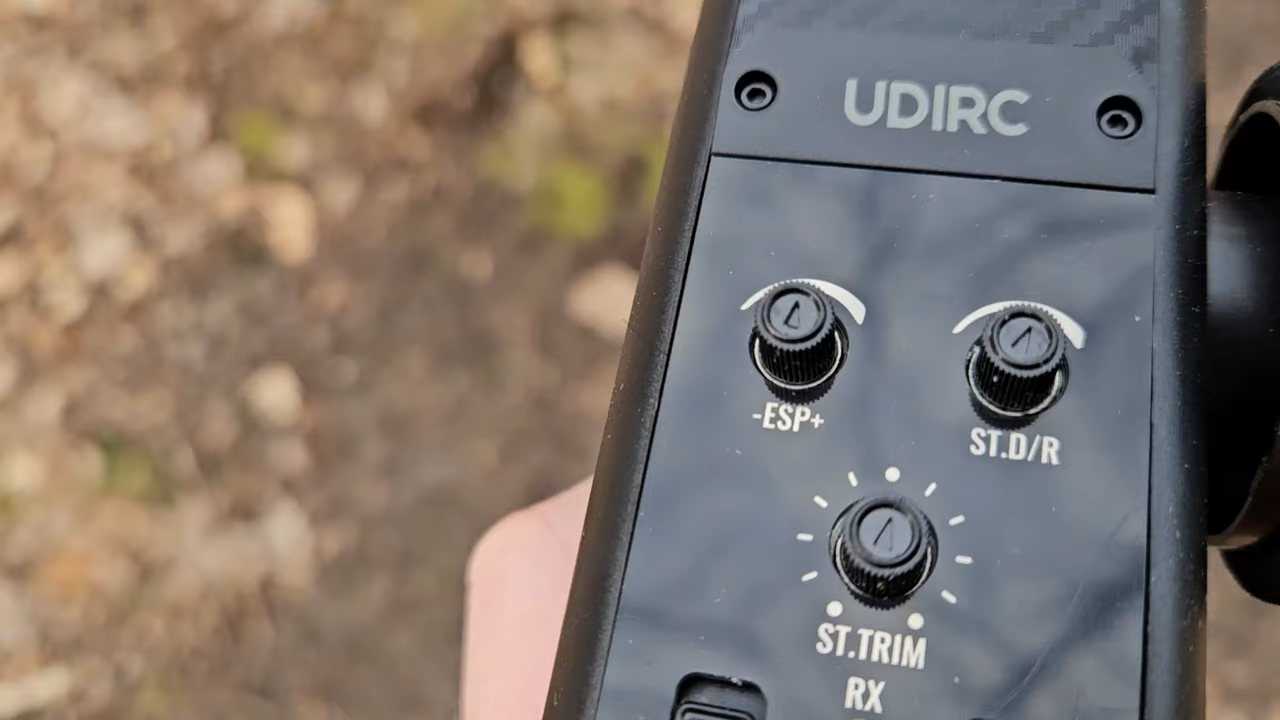 UDIRC
-ESP+
ST.D/R
ST.TRIM
RX